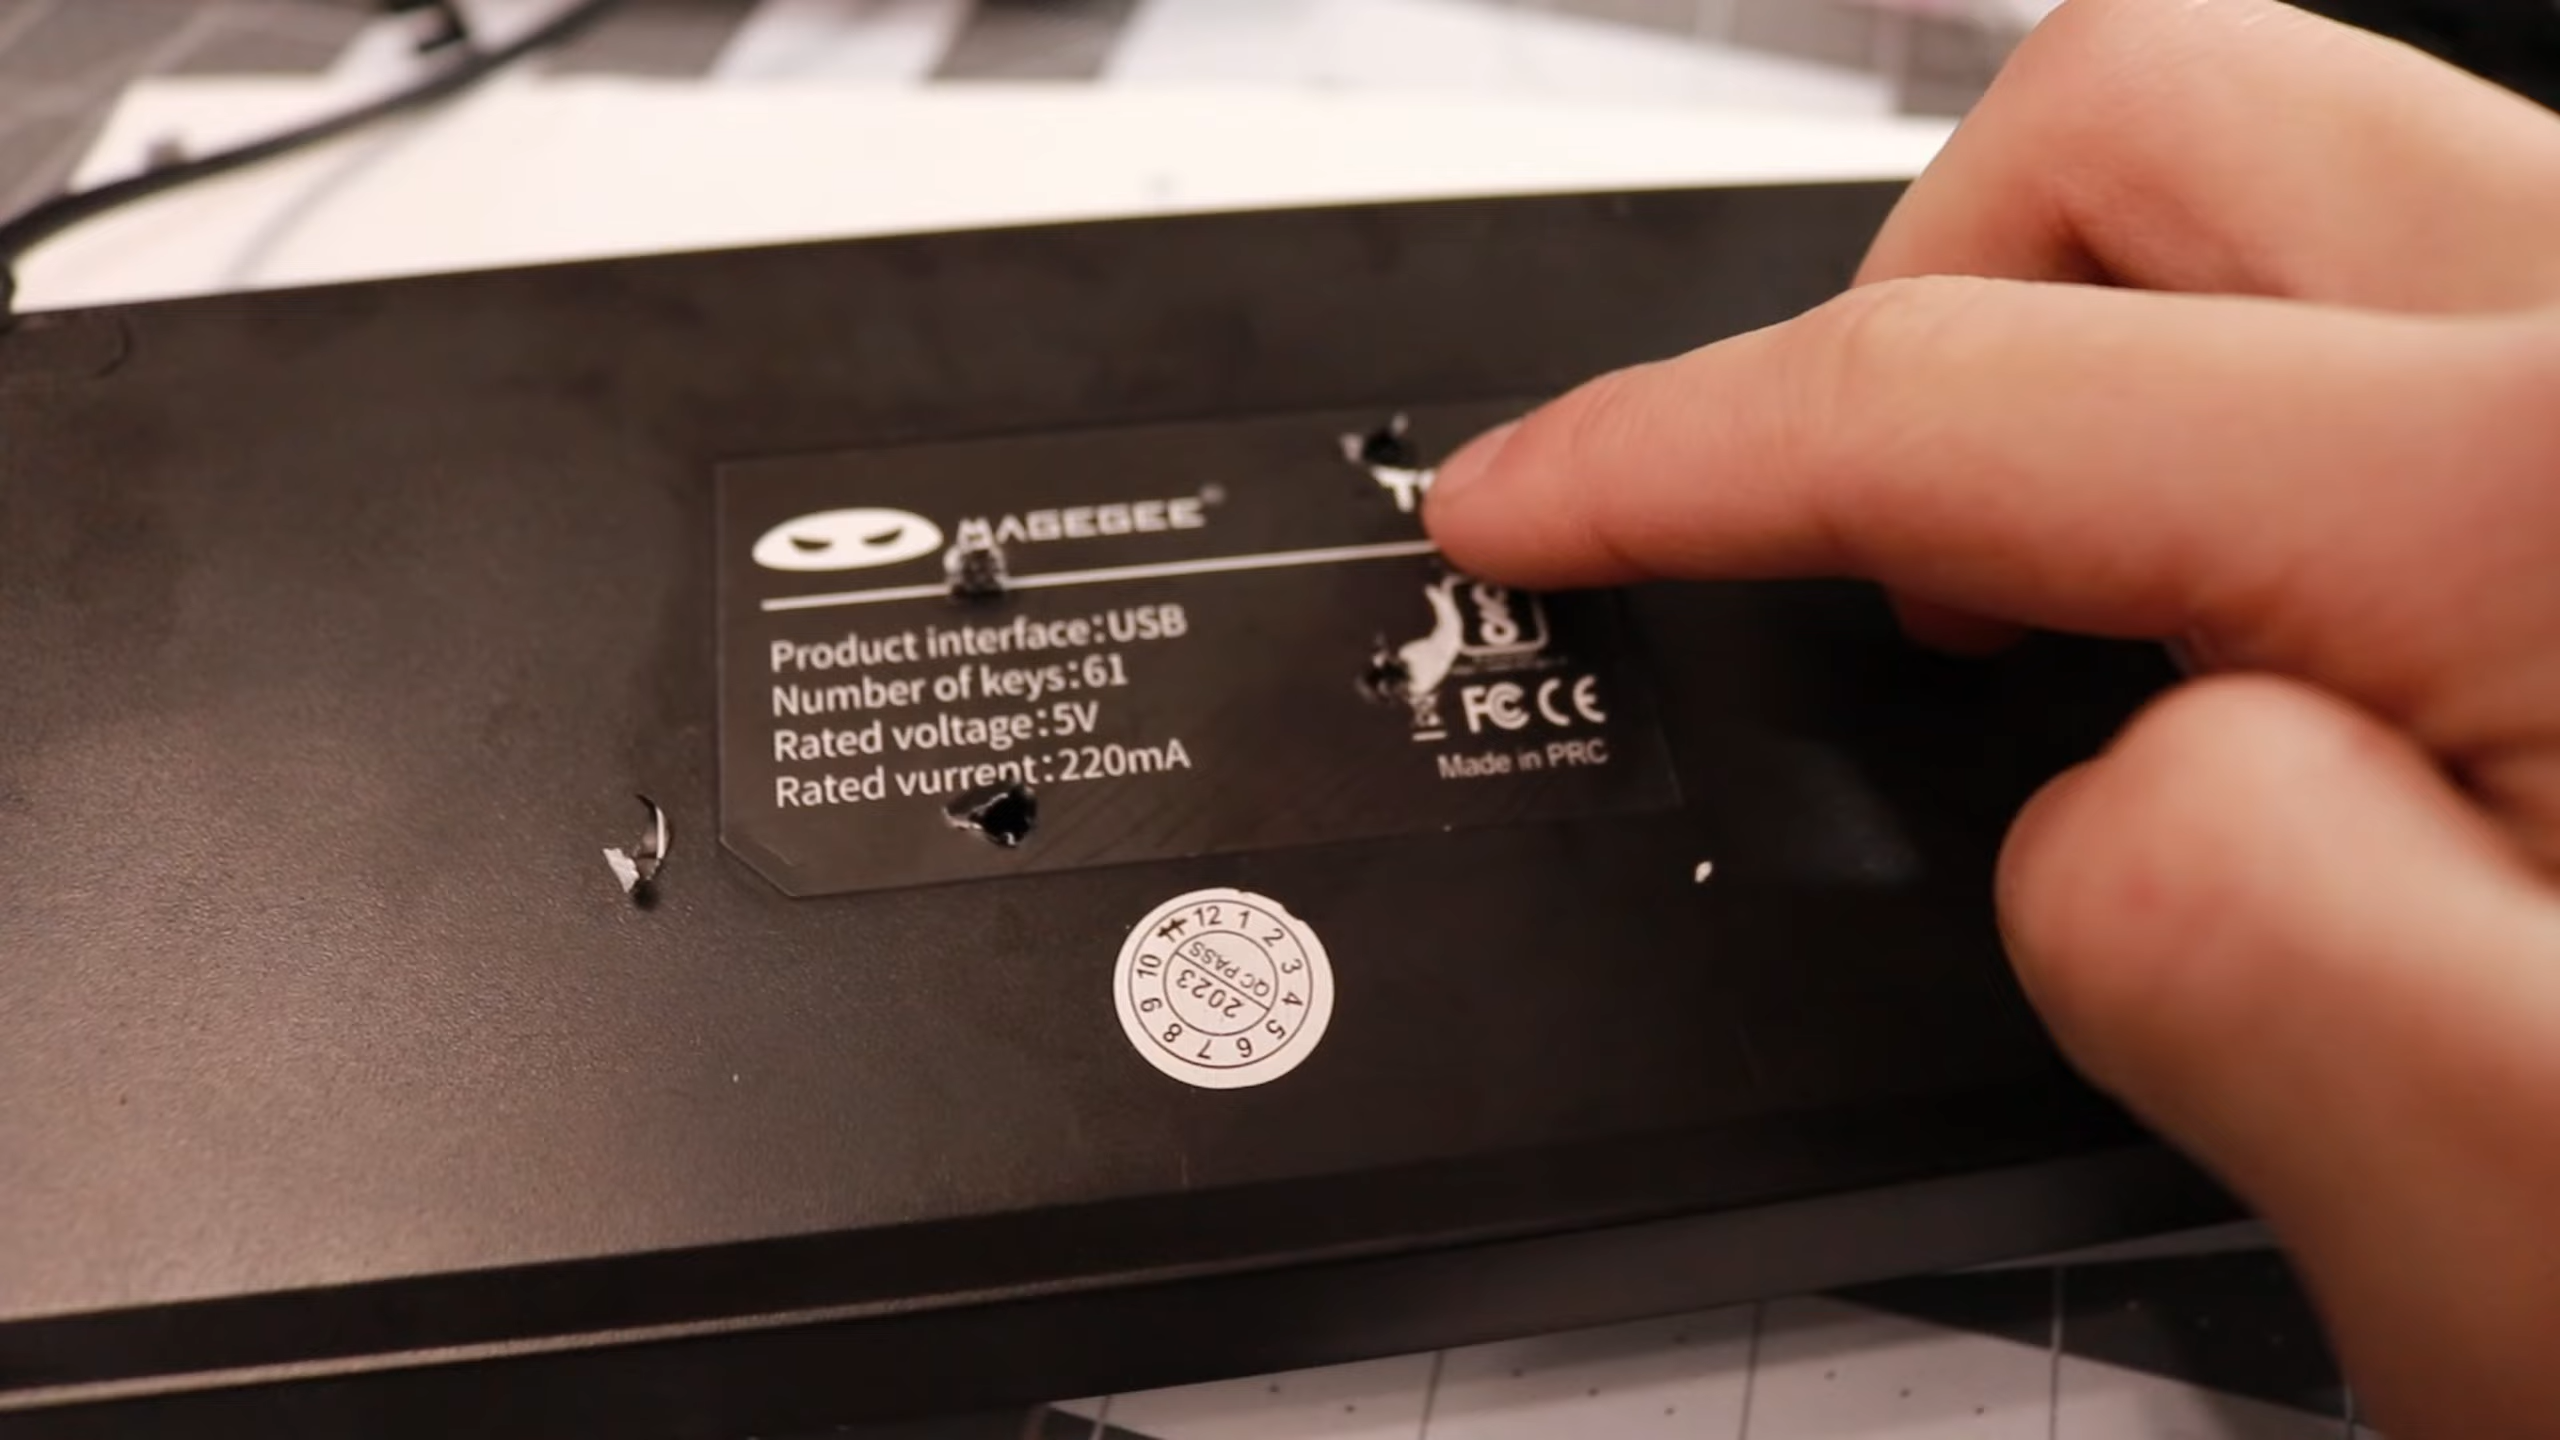 MAGEGEE
Product interface:USB
Number of keys:61
Rated voltage:5V
Rated vurrent:220mA
FC CE
Made in PRC
12 1 2 3 4 5 6 7 8 9 10
2023
QC PASS